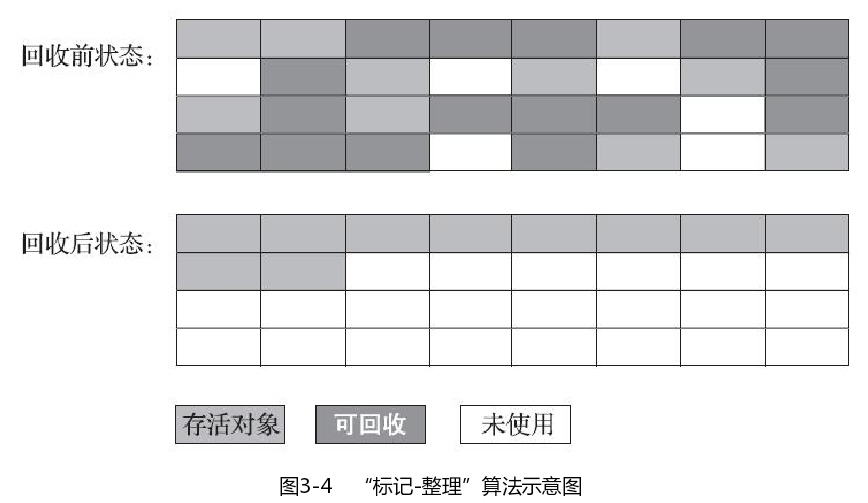 回收前状态：
回收后状态：
存活对象
可回收
未使用
图3-4 “标记-整理”算法示意图